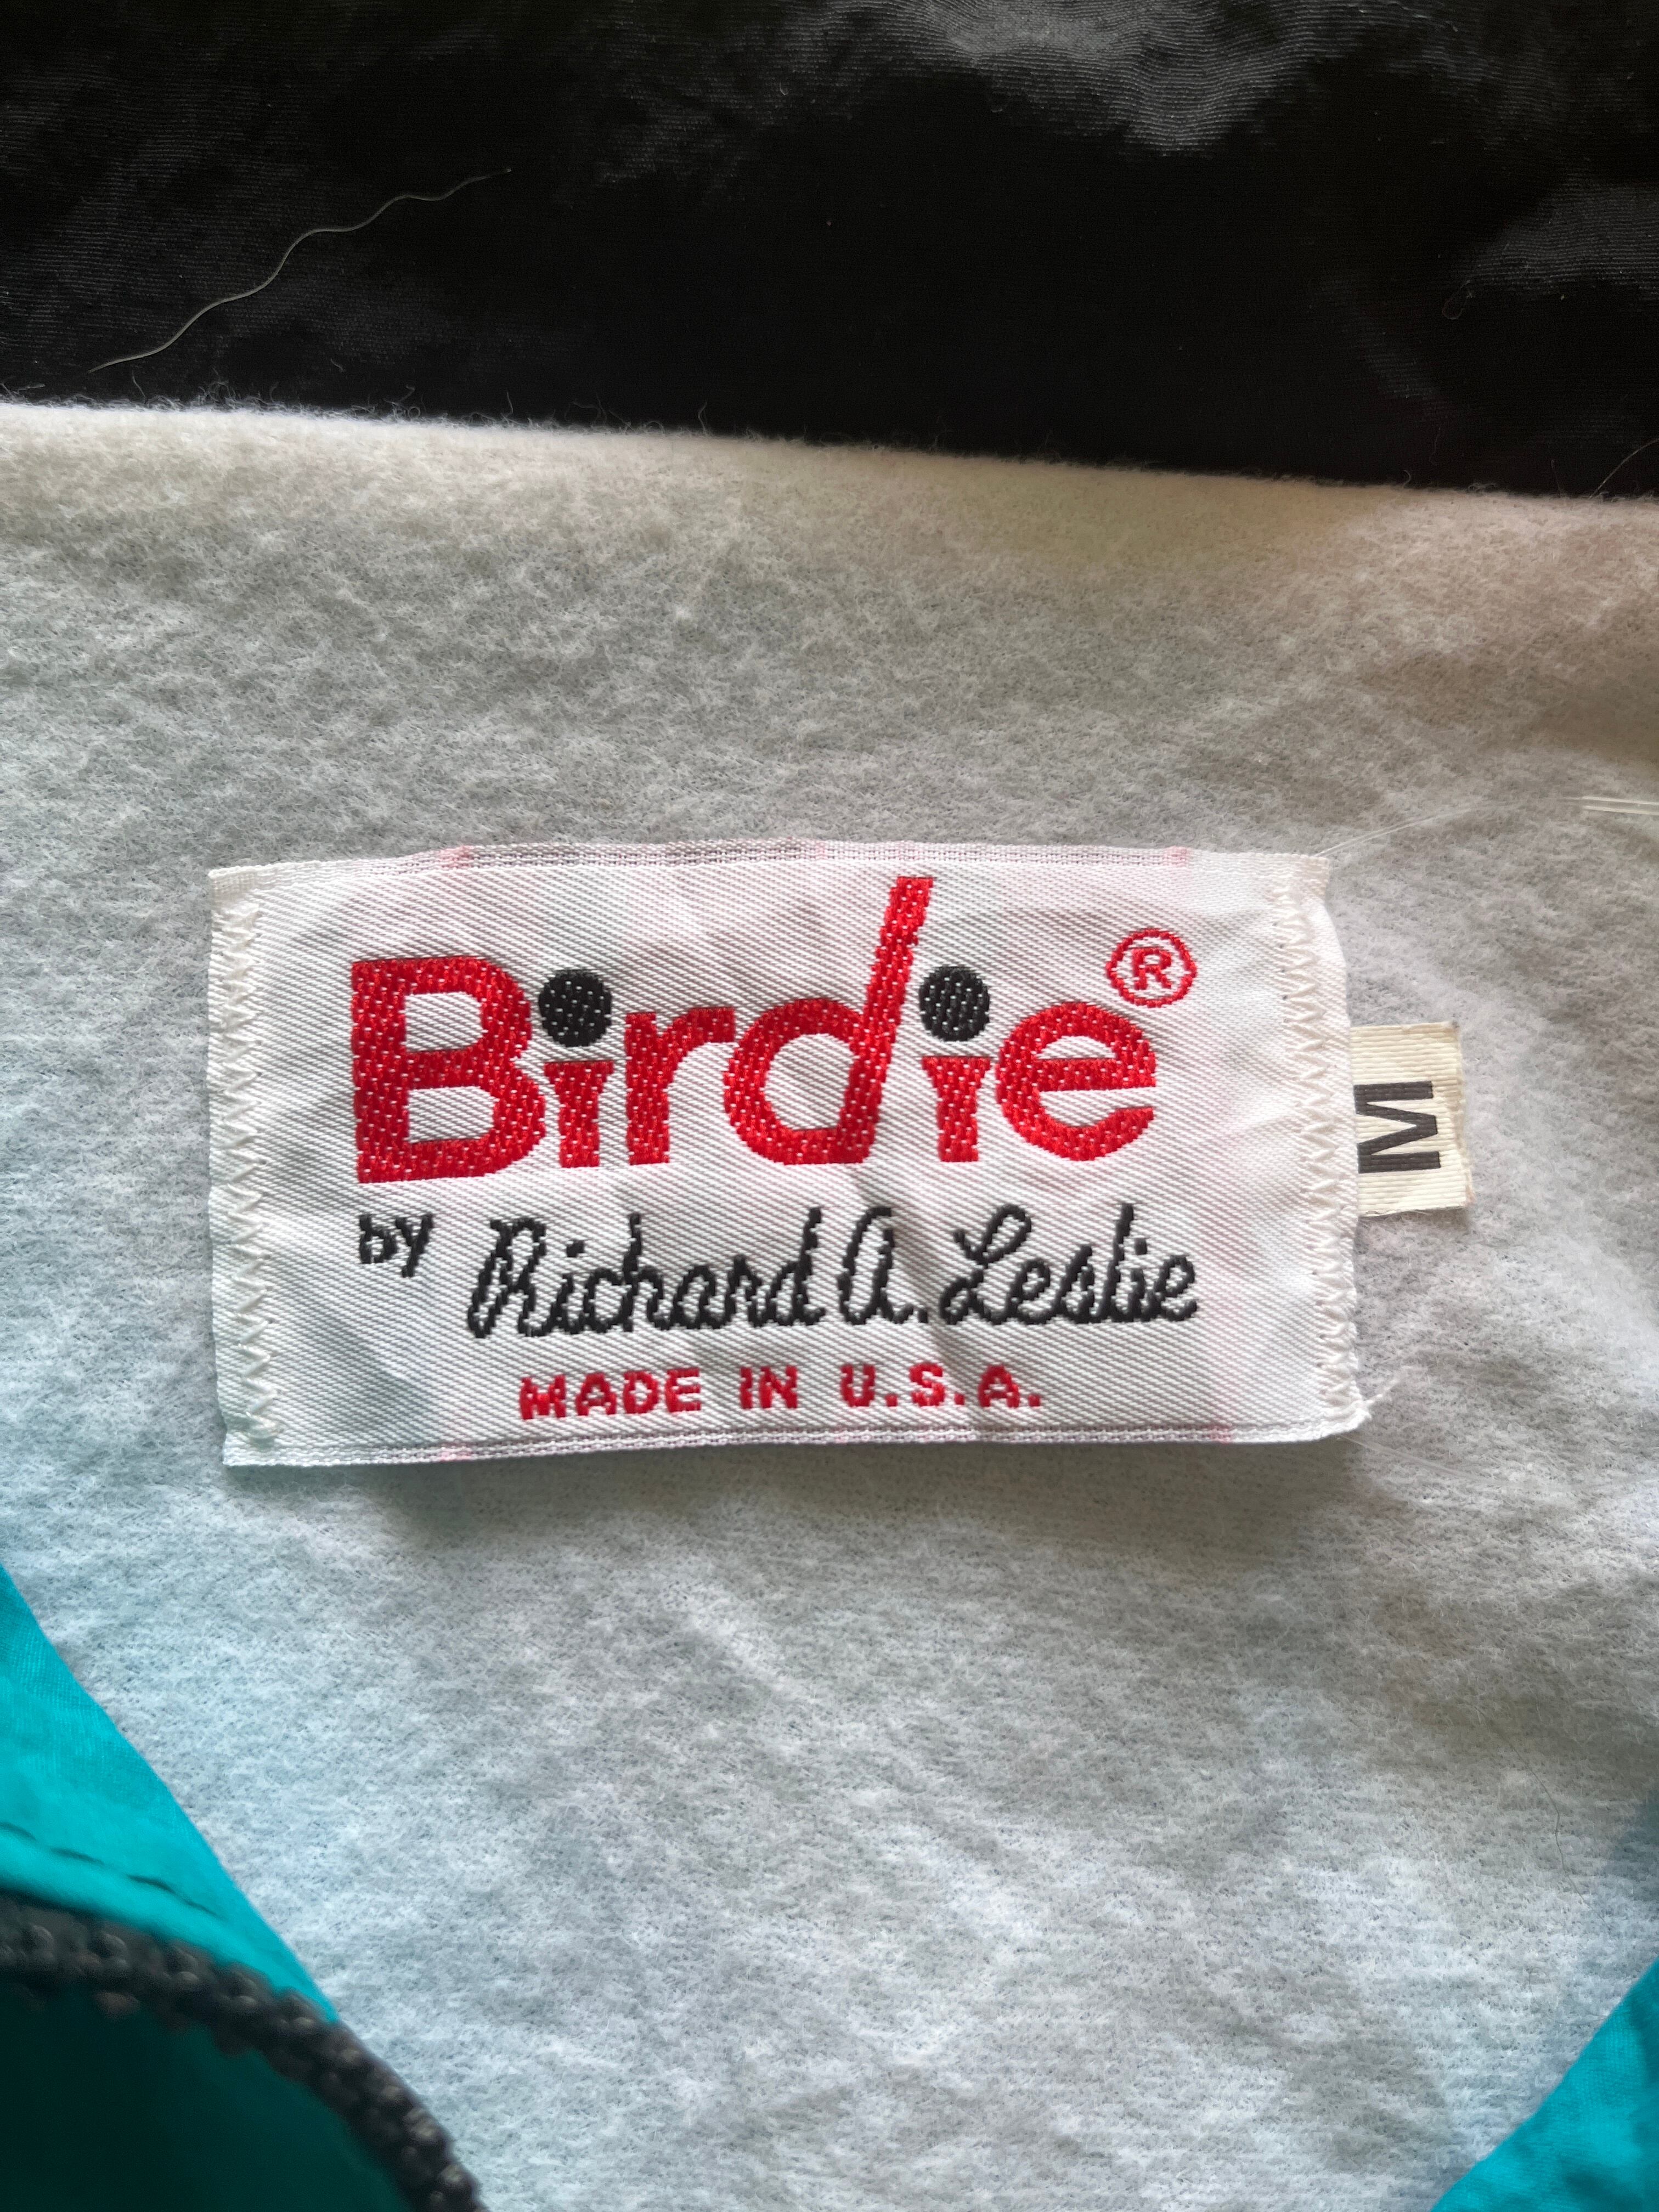 Birdie®
by Richard A. Leslie
MADE IN U.S.A.
M